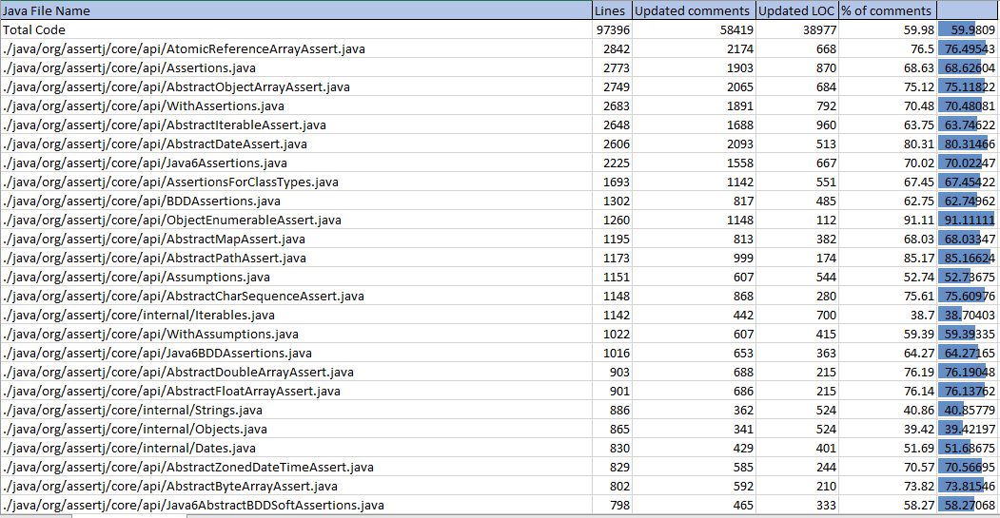 Java File Name Lines Updated comments Updated LOC % of comments
Total Code 97396 58419 38977 59.98 59.9809
./java/org/assertj/core/api/AtomicReferenceArrayAssert.java 2842 2174 668 76.5 76.49543
./java/org/assertj/core/api/Assertions.java 2773 1903 870 68.63 68.62604
./java/org/assertj/core/api/AbstractObjectArrayAssert.java 2749 2065 684 75.12 75.11822
./java/org/assertj/core/api/WithAssertions.java 2683 1891 792 70.48 70.48081
./java/org/assertj/core/api/AbstractIterableAssert.java 2648 1688 960 63.75 63.74622
./java/org/assertj/core/api/AbstractDateAssert.java 2606 2093 513 80.31 80.31466
./java/org/assertj/core/api/Java6Assertions.java 2225 1558 667 70.02 70.02247
./java/org/assertj/core/api/AssertionsForClassTypes.java 1693 1142 551 67.45 67.45422
./java/org/assertj/core/api/BDDAssertions.java 1302 817 485 62.75 62.74962
./java/org/assertj/core/api/ObjectEnumerableAssert.java 1260 1148 112 91.11 91.11111
./java/org/assertj/core/api/AbstractMapAssert.java 1195 813 382 68.03 68.03347
./java/org/assertj/core/api/AbstractPathAssert.java 1173 999 174 85.17 85.16624
./java/org/assertj/core/api/Assumptions.java 1151 607 544 52.74 52.73675
./java/org/assertj/core/api/AbstractCharSequenceAssert.java 1148 868 280 75.61 75.60976
./java/org/assertj/core/internal/Iterables.java 1142 442 700 38.7 38.70403
./java/org/assertj/core/api/WithAssumptions.java 1022 607 415 59.39 59.39335
./java/org/assertj/core/api/Java6BDDAssertions.java 1016 653 363 64.27 64.27165
./java/org/assertj/core/api/AbstractDoubleArrayAssert.java 903 688 215 76.19 76.19048
./java/org/assertj/core/api/AbstractFloatArrayAssert.java 901 686 215 76.14 76.13762
./java/org/assertj/core/internal/Strings.java 886 362 524 40.86 40.85779
./java/org/assertj/core/internal/Objects.java 865 341 524 39.42 39.42197
./java/org/assertj/core/internal/Dates.java 830 429 401 51.69 51.68675
./java/org/assertj/core/api/AbstractZonedDateTimeAssert.java 829 585 244 70.57 70.56695
./java/org/assertj/core/api/AbstractByteArrayAssert.java 802 592 210 73.82 73.81546
./java/org/assertj/core/api/Java6AbstractBDDSoftAssertions.java 798 465 333 58.27 58.27068